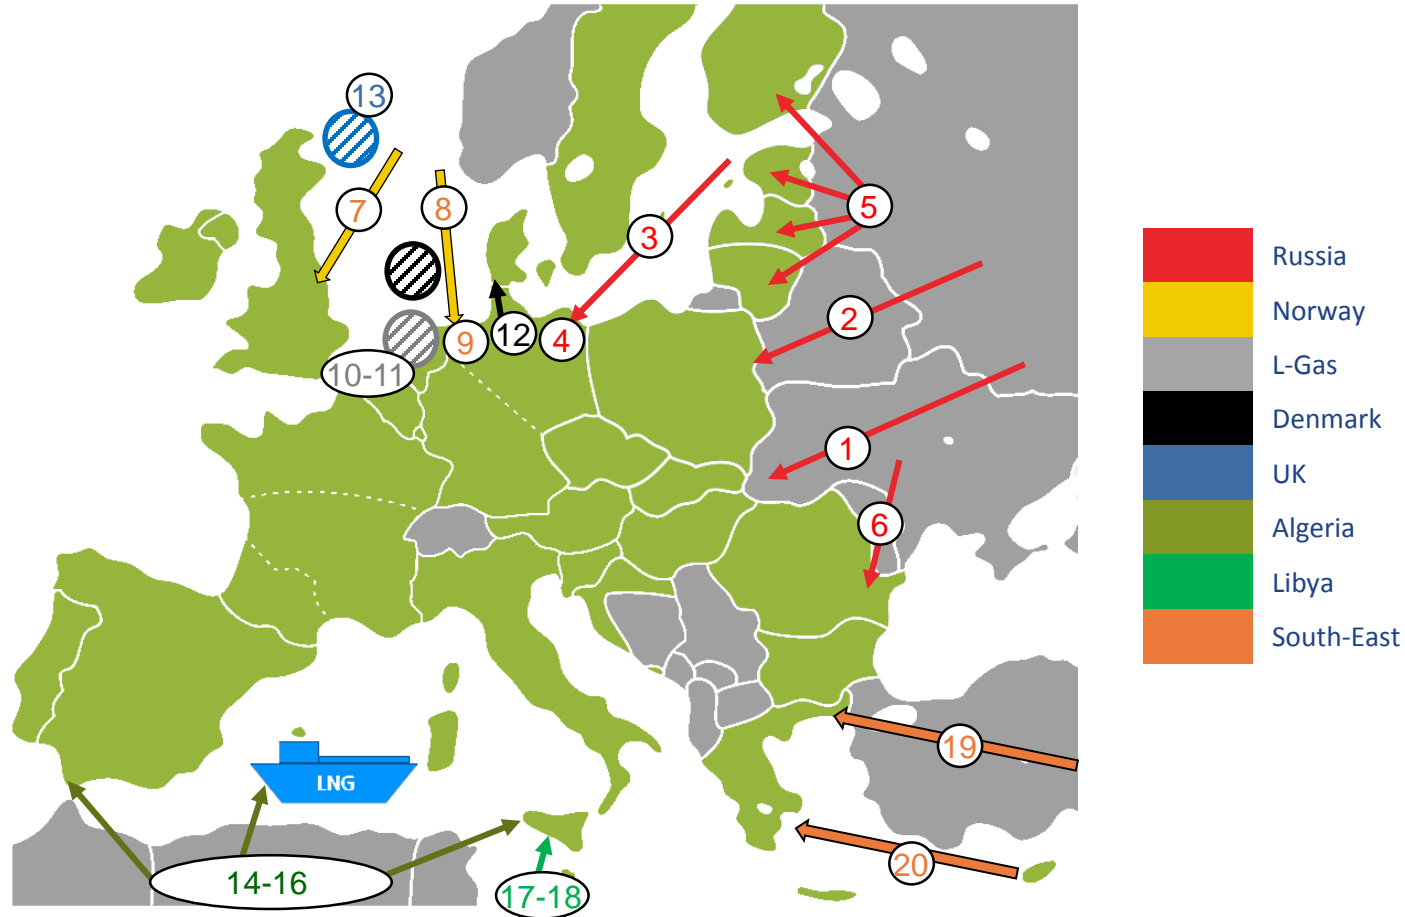 13
7
8
5
3
2
12
4
9
10-11
1
6
19
LNG
14-16
17-18
20
Russia
Norway
L-Gas
Denmark
UK
Algeria
Libya
South-East